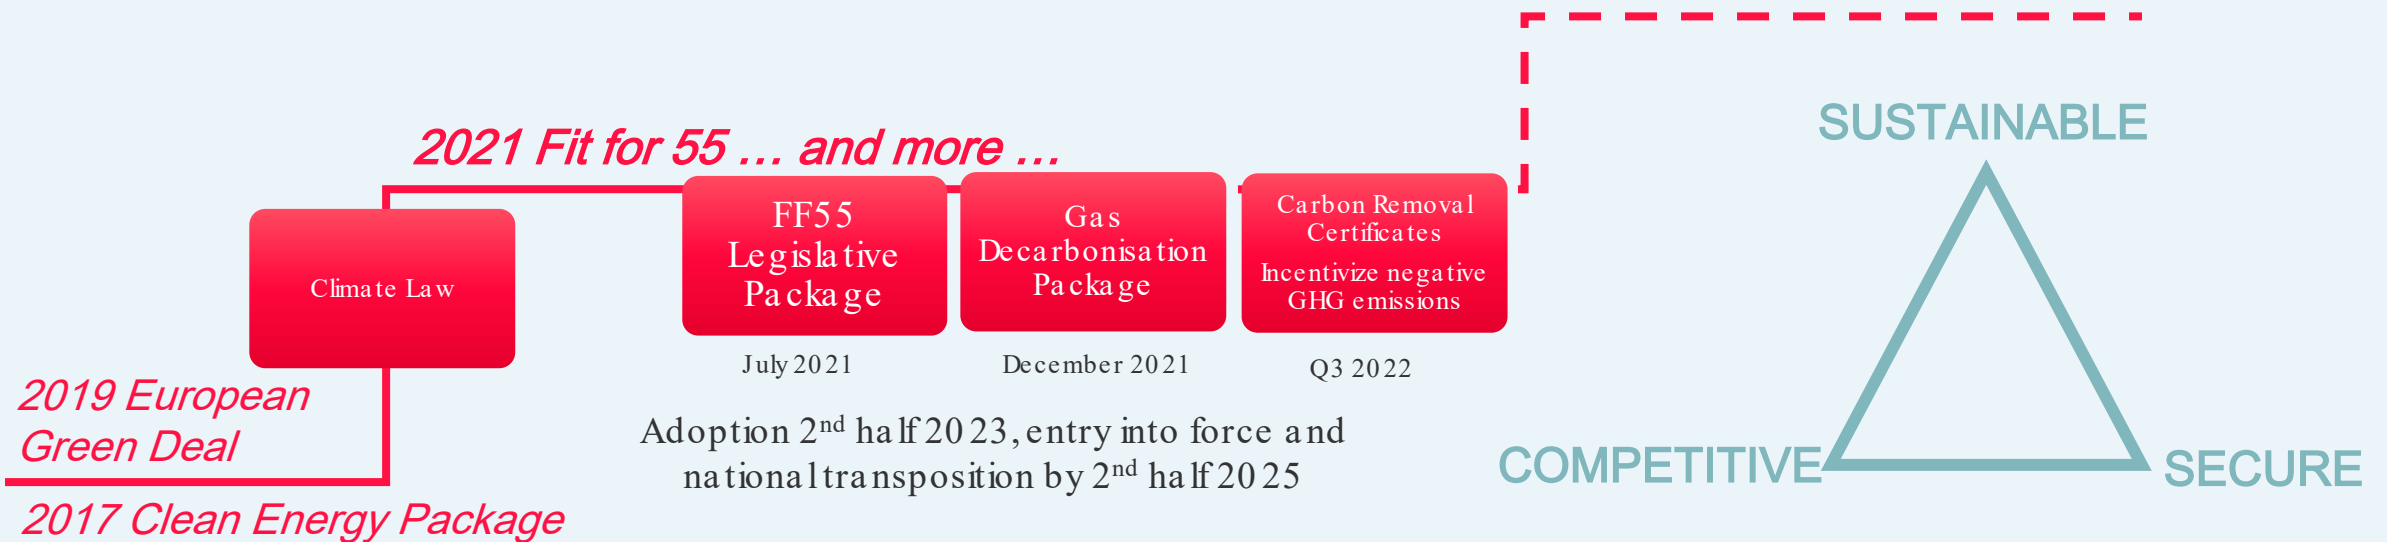 2021 Fit for 55 ... and more ...
Climate Law
FF55
Legislative
Package
Gas
Decarbonisation
Package
Carbon Removal
Certificates
Incentivize negative
GHG emissions
July 2021
December 2021
Q3 2022
2019 European
Green Deal
2017 Clean Energy Package
Adoption 2nd half 2023, entry into force and
national transposition by 2nd half 2025
SUSTAINABLE
COMPETITIVE
SECURE